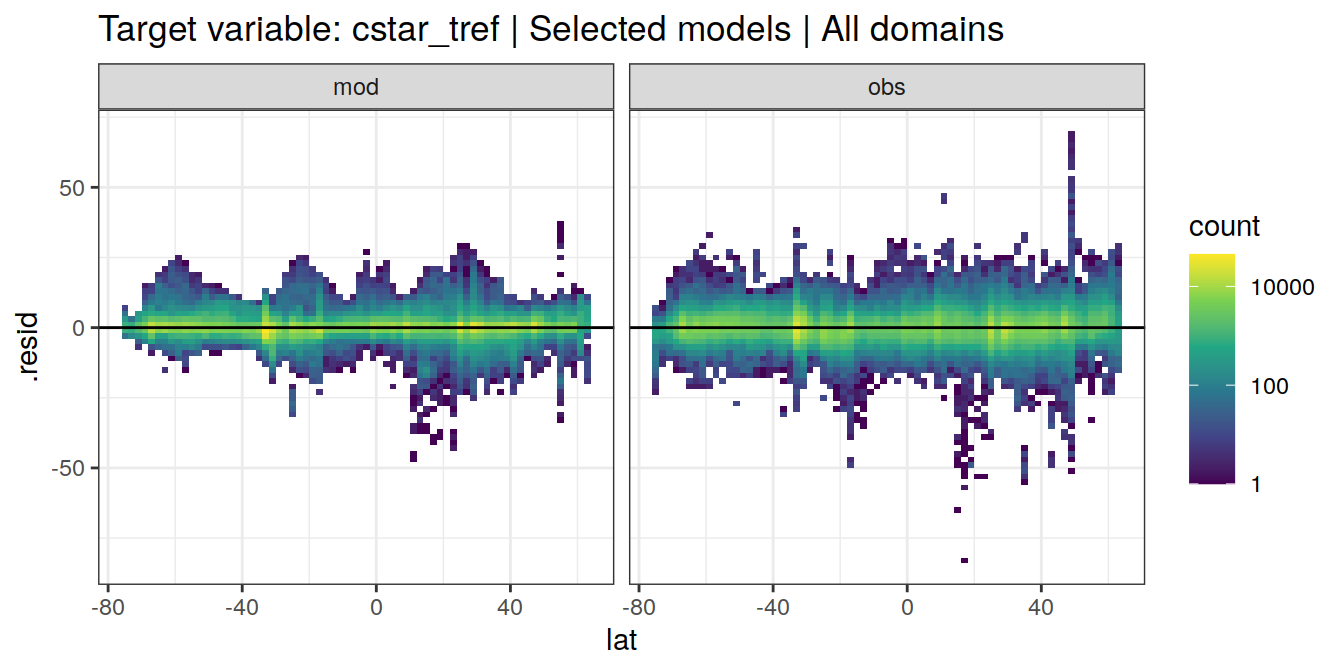 Target variable: cstar_tref | Selected models | All domains
mod
obs
.resid
50
0
-50
-80
-40
0
40
-80
-40
0
40
lat
count
10000
100
1